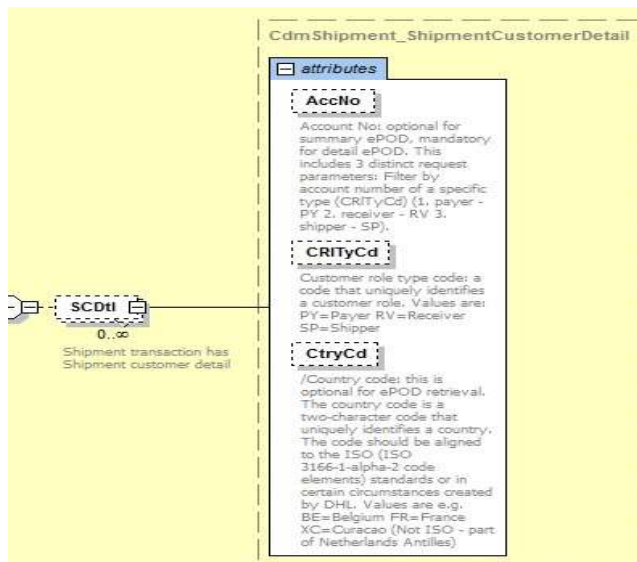 CdmShipment_ShipmentCustomerDetail
attributes
AccNo
Account No: optional for
summary ePOD, mandatory
for detail ePOD. This
includes 3 distinct request
parameters: Filter by
account number of a specific
type (CRlTyCd) (1. payer -
PY 2. receiver - RV 3.
shipper - SP).
CRlTyCd
Customer role type code: a
code that uniquely identifies
a customer role. Values are:
PY=Payer RV=Receiver
SP=Shipper
SCDtl
0..∞
Shipment transaction has
Shipment customer detail
CtryCd
/Country code: this is
optional for ePOD retrieval.
The country code is a
two-character code that
uniquely identifies a country.
The code should be aligned
to the ISO (ISO
3166-1-alpha-2 code
elements) standards or in
certain circumstances created
by DHL. Values are e.g.
BE=Belgium FR=France
XC=Curacao (Not ISO - part
of Netherlands Antilles)